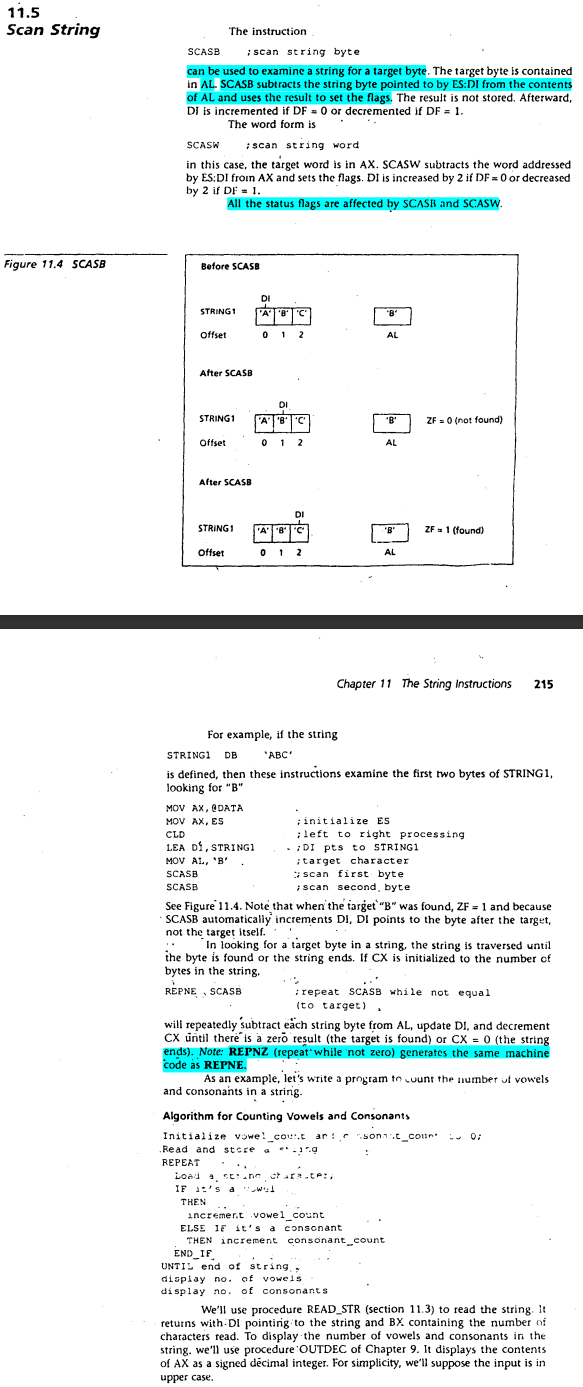 11.5
Scan String
The instruction
SCASB ;scan string byte
can be used to examine a string for a target byte. The target byte is contained
in AL. SCASB subtracts the string byte pointed to by ES:DI from the contents
of AL and uses the result to set the flags. The result is not stored. Afterward,
DI is incremented if DF = 0 or decremented if DF = 1.
The word form is
SCASW ;scan string word
in this case, the target word is in AX. SCASW subtracts the word addressed
by ES:DI from AX and sets the flags. DI is increased by 2 if DF = 0 or decreased
by 2 if DF = 1.
All the status flags are affected by SCASB and SCASW.
Figure 11.4 SCASB
Before SCASB
DI
STRING1 'A' 'B' 'C' 'B'
Offset 0 1 2 AL
After SCASB
DI
STRING1 'A' 'B' 'C' 'B' ZF = 0 (not found)
Offset 0 1 2 AL
After SCASB
DI
STRING1 'A' 'B' 'C' 'B' ZF = 1 (found)
Offset 0 1 2 AL
Chapter 11 The String Instructions 215
For example, if the string
STRING1 DB 'ABC'
is defined, then these instructions examine the first two bytes of STRING1,
looking for "B"
MOV AX,@DATA
MOV AX,ES ;initialize ES
CLD ;left to right processing
LEA DI,STRING1 ;DI pts to STRING1
MOV AL,'B' ;target character
SCASB ;scan first byte
SCASB ;scan second byte
See Figure 11.4. Note that when the target "B" was found, ZF = 1 and because
SCASB automatically increments DI, DI points to the byte after the target,
not the target itself.
In looking for a target byte in a string, the string is traversed until
the byte is found or the string ends. If CX is initialized to the number of
bytes in the string,
REPNE SCASB ;repeat SCASB while not equal
(to target)
will repeatedly subtract each string byte from AL, update DI, and decrement
CX until there is a zero result (the target is found) or CX = 0 (the string
ends). Note: REPNZ (repeat while not zero) generates the same machine
code as REPNE.
As an example, let's write a program to count the number of vowels
and consonants in a string.
Algorithm for Counting Vowels and Consonants
Initialize vowel_count and consonant_count to 0;
Read and store a string
REPEAT
Load a string character;
IF it's a vowel
THEN
increment vowel_count
ELSE IF it's a consonant
THEN increment consonant_count
END_IF
UNTIL end of string
display no. of vowels
display no. of consonants
We'll use procedure READ_STR (section 11.3) to read the string. It
returns with DI pointing to the string and BX containing the number of
characters read. To display the number of vowels and consonants in the
string, we'll use procedure OUTDEC of Chapter 9. It displays the contents
of AX as a signed decimal integer. For simplicity, we'll suppose the input is in
upper case.